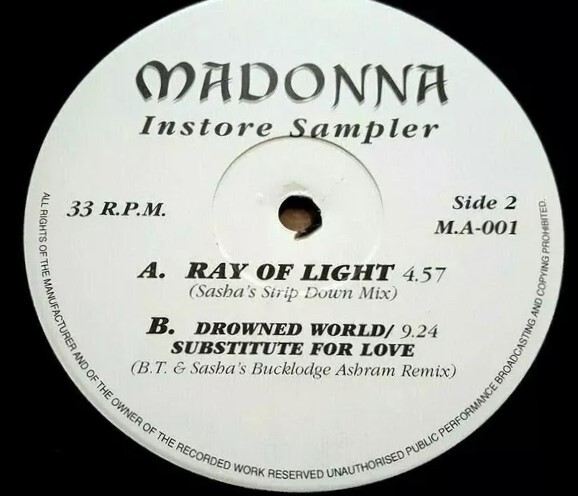 MADONNA
Instore Sampler
33 R.P.M.
Side 2
M.A-001
A. RAY OF LIGHT 4.57
(Sasha's Strip Down Mix)
B. DROWNED WORLD/ 9.24
SUBSTITUTE FOR LOVE
(B.T. & Sasha's Bucklodge Ashram Remix)
ALL RIGHTS OF THE MANUFACTURER AND OF THE OWNER OF THE RECORDED WORK RESERVED UNAUTHORISED PUBLIC PERFORMANCE BROADCASTING AND COPYING PROHIBITED.